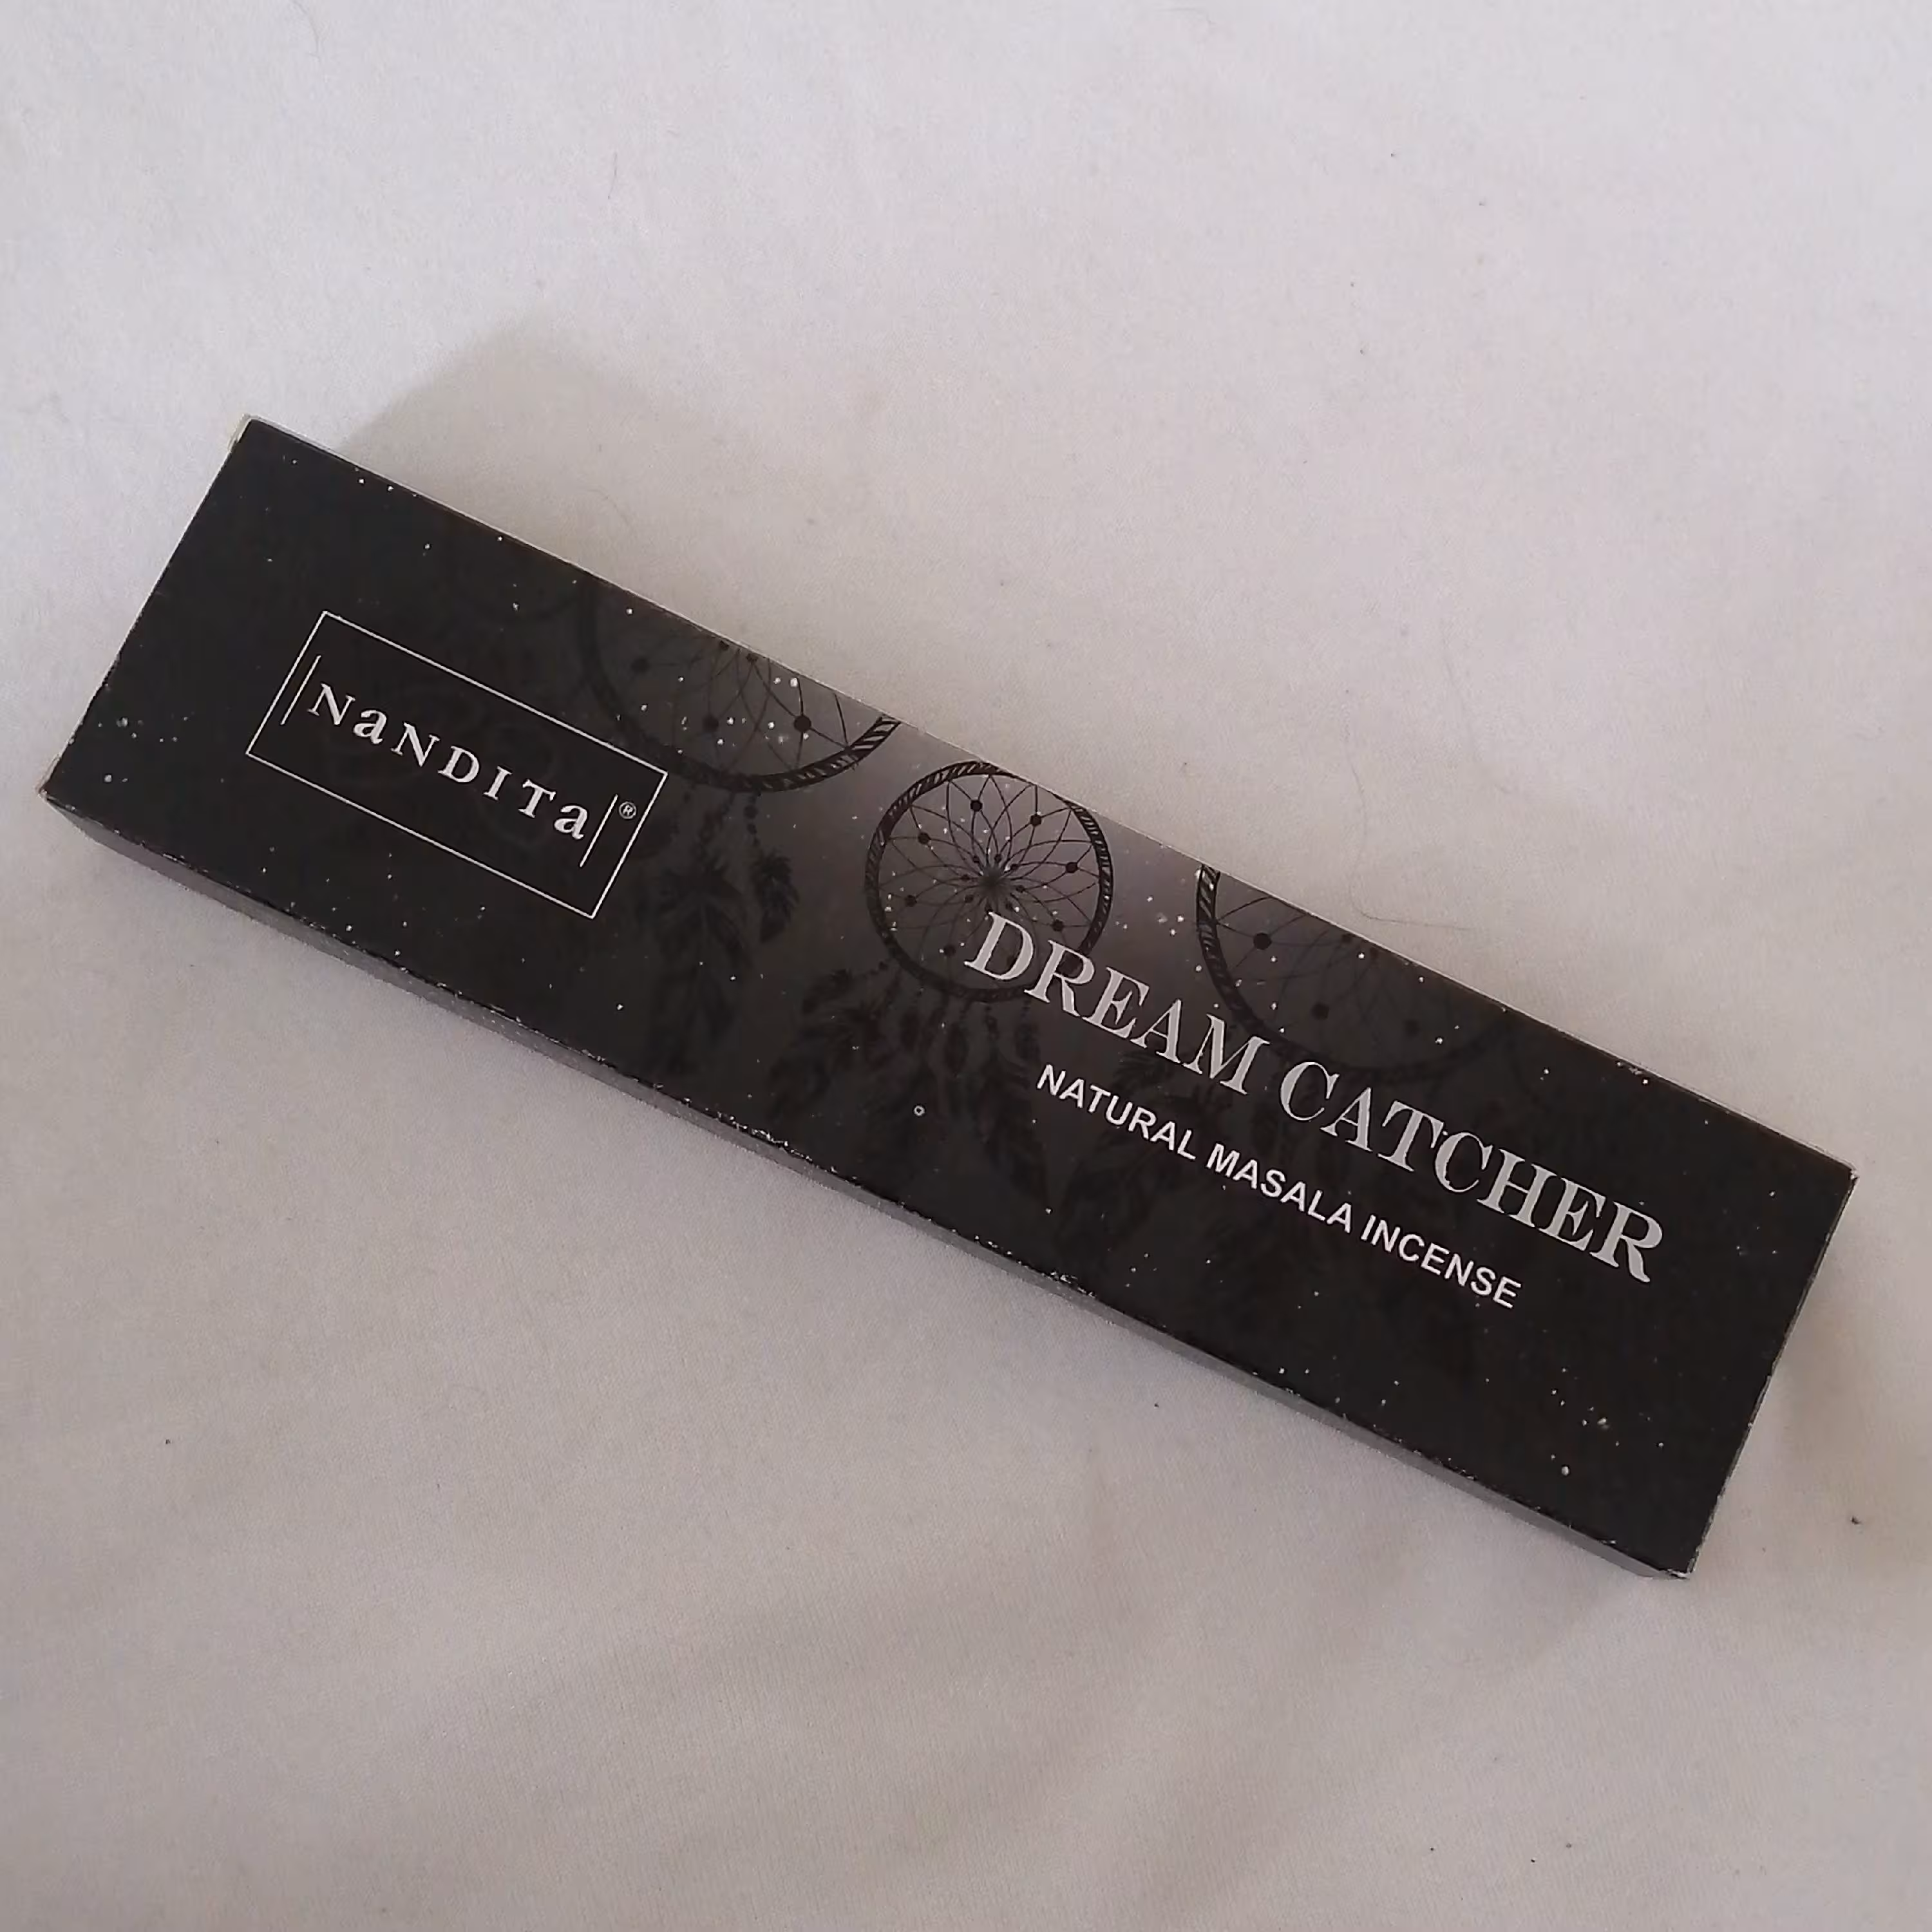 NaNDITa®
DREAM CATCHER
NATURAL MASALA INCENSE